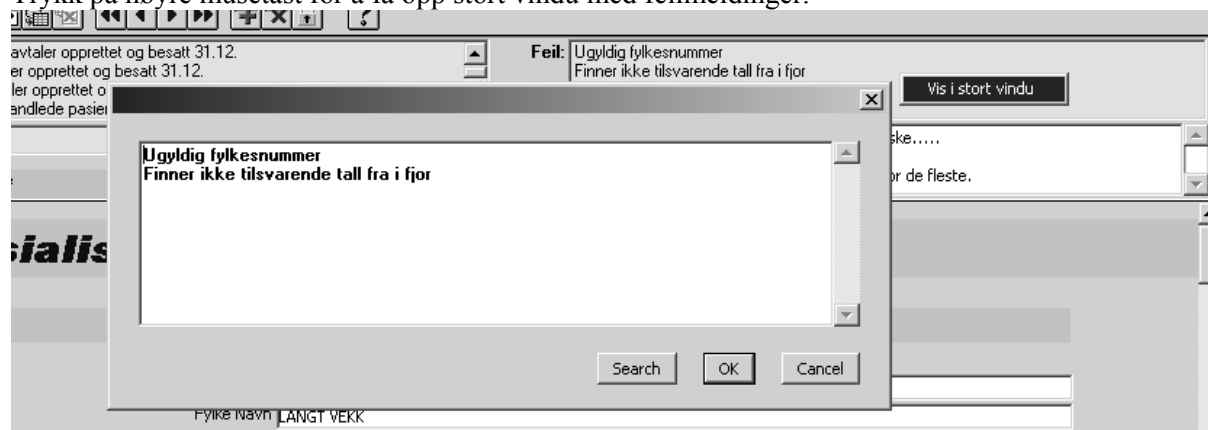 Trykk på høyre musetast for å få opp stort vindu med feilmeldinger.
avtaler opprettet og besatt 31.12.
er opprettet og besatt 31.12.
ler opprettet o
andlede pasier
Feil: Ugyldig fylkesnummer
Finner ikke tilsvarende tall fra i fjor
Vis i stort vindu
ske.....
or de fleste.
Ugyldig fylkesnummer
Finner ikke tilsvarende tall fra i fjor
sialis
Search OK Cancel
Fylke Navn LANGT VEKK